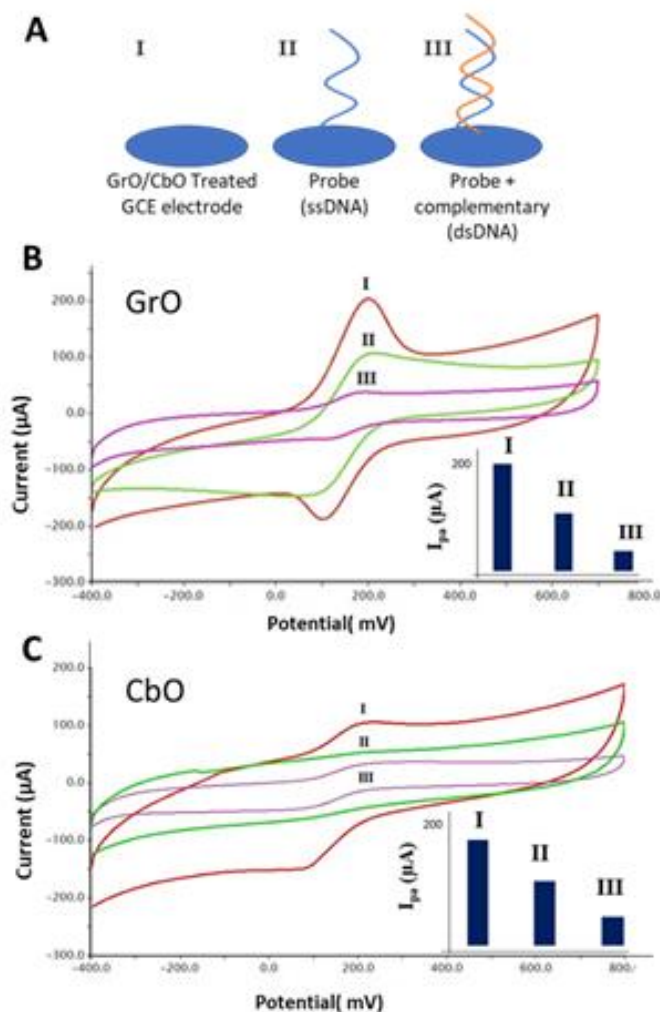 A
I
II
III
GrO/CbO Treated
GCE electrode
Probe
(ssDNA)
Probe +
complementary
(dsDNA)
B
GrO
I
II
III
200.0
100.0
0.0
-100.0
-200.0
-300.0
Current (µA)
-400.0
-200.0
0.0
200.0
400.0
600.0
800.0
Potential( mV)
200
Ipa (µA)
I
II
III
C
CbO
I
II
III
200.0
100.0
0.0
-100.0
-200.0
-300.0
Current (µA)
-400.0
-200.0
0.0
200.0
400.0
600.0
800.
Potential( mV)
200
Ipa (µA)
I
II
III